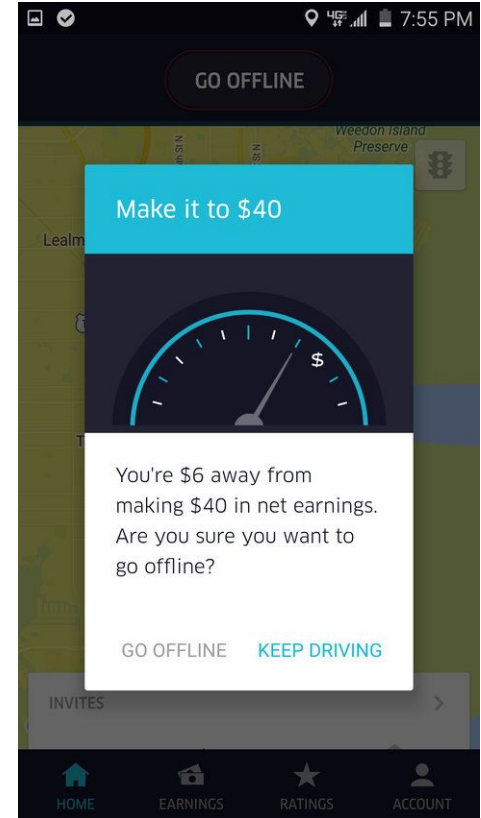 4G
7:55 PM
GO OFFLINE
Weedon Island
Preserve
St N
Lealm
Make it to $40
$
You're $6 away from
making $40 in net earnings.
Are you sure you want to
go offline?
GO OFFLINE KEEP DRIVING
INVITES
HOME EARNINGS RATINGS ACCOUNT